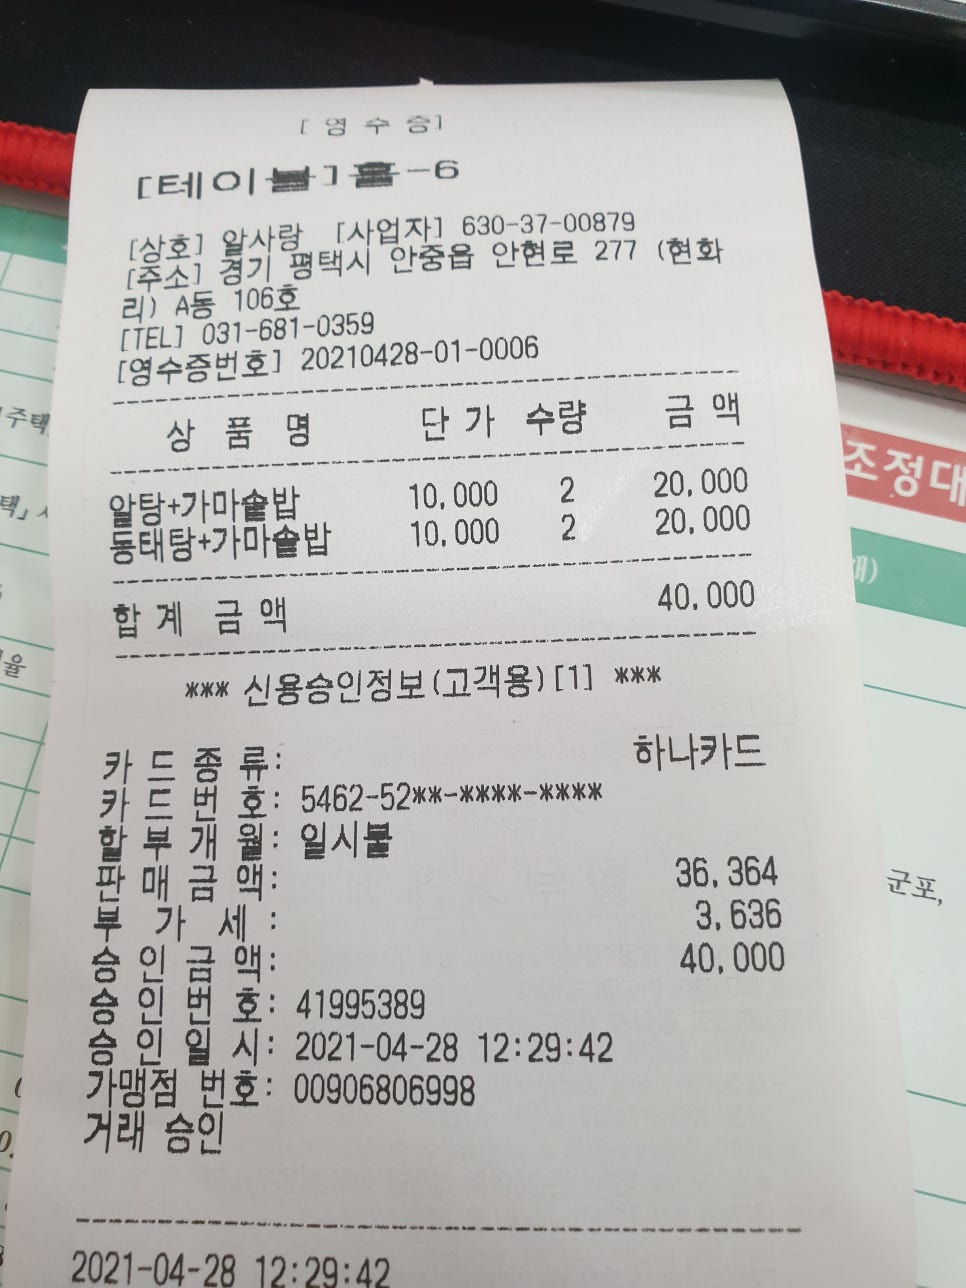 [ 영 수 증]
[테이블]홀-6
[상호] 알사랑 [사업자] 630-37-00879
[주소] 경기 평택시 안중읍 안현로 277 (현화
리) A동 106호
[TEL] 031-681-0359
[영수증번호] 20210428-01-0006
상 품 명 단 가 수량 금 액
알탕+가마솥밥 10,000 2 20,000
동태탕+가마솥밥 10,000 2 20,000
합 계 금 액 40,000
*** 신용승인정보(고객용)[1] ***
카 드 종 류: 하나카드
카 드 번 호: 5462-52**-****-****
할 부 개 월: 일시불
판 매 금 액: 36,364
부 가 세 : 3,636
승 인 금 액: 40,000
승 인 번 호: 41995389
승 인 일 시: 2021-04-28 12:29:42
가맹점 번호: 00906806998
거래 승인
2021-04-28 12:29:42
주택
택」
율
조정대
군포,